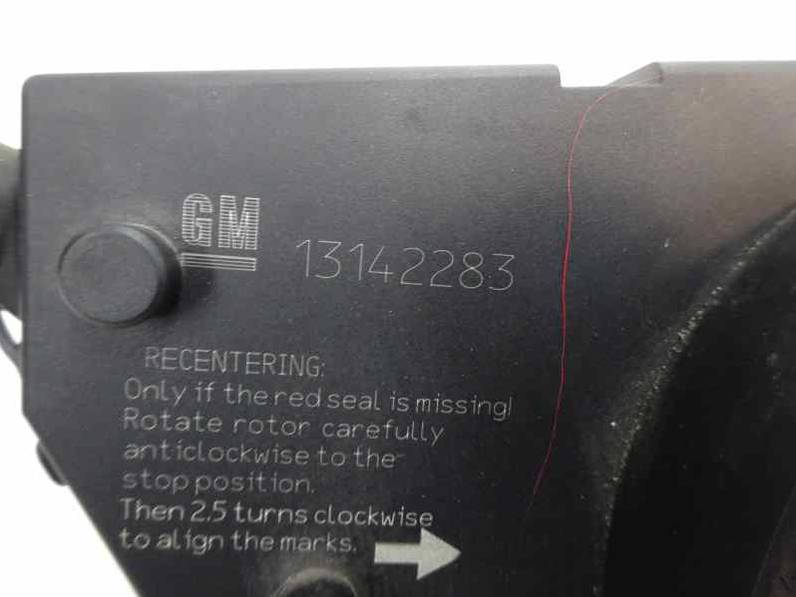 GM
13142283
RECENTERING:
Only if the red seal is missing!
Rotate rotor carefully
anticlockwise to the
stop position.
Then 2.5 turns clockwise
to align the marks.